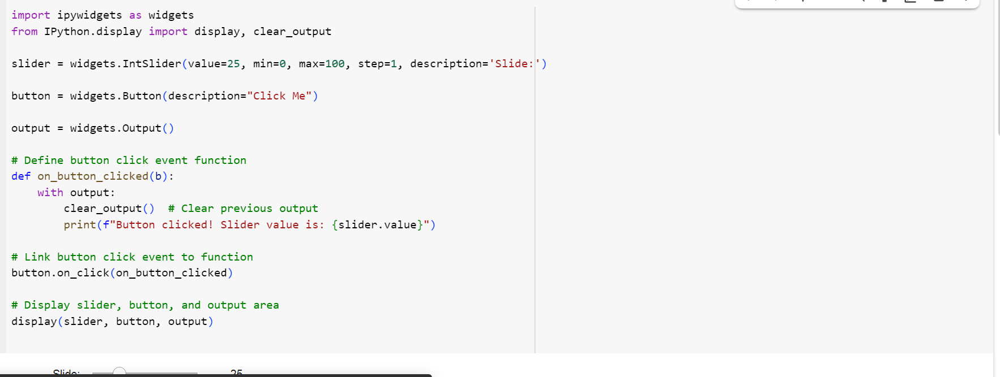 import ipywidgets as widgets
from IPython.display import display, clear_output
slider = widgets.IntSlider(value=25, min=0, max=100, step=1, description='Slide:')
button = widgets.Button(description="Click Me")
output = widgets.Output()
# Define button click event function
def on_button_clicked(b):
    with output:
        clear_output()  # Clear previous output
        print(f"Button clicked! Slider value is: {slider.value}")
# Link button click event to function
button.on_click(on_button_clicked)
# Display slider, button, and output area
display(slider, button, output)
Slide: 25